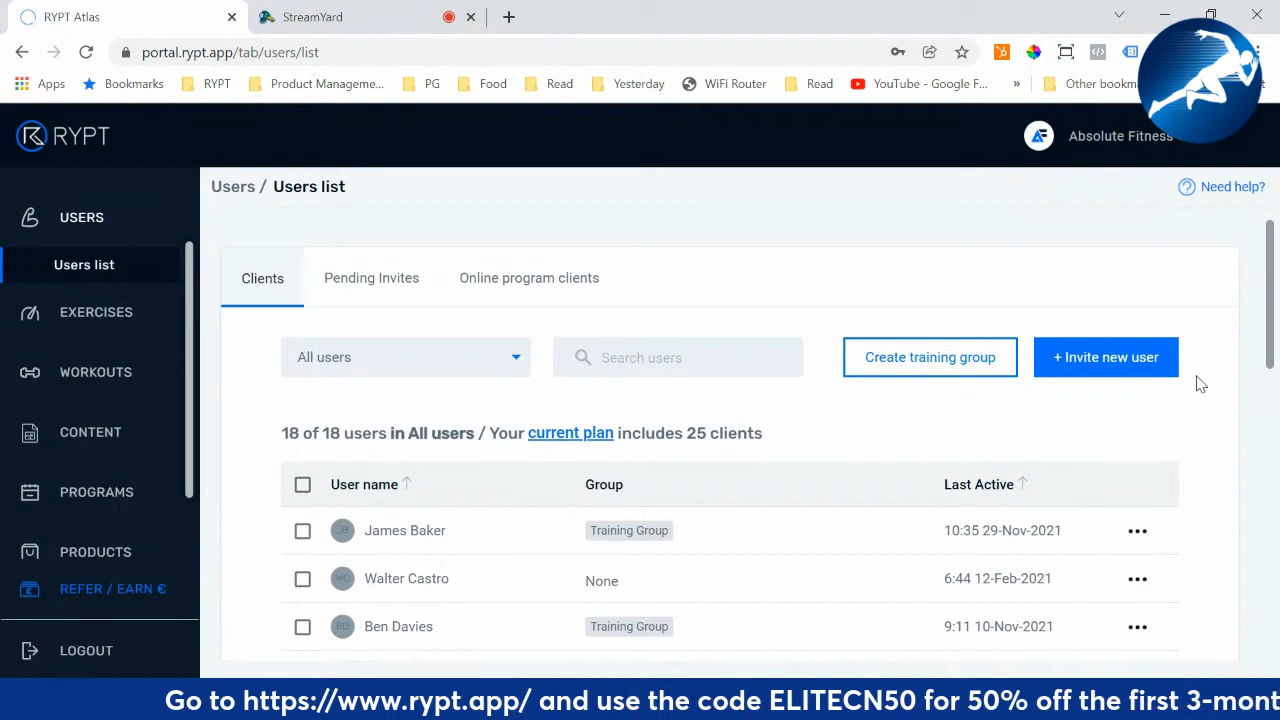 RYPT Atlas
StreamYard
portal.rypt.app/tab/users/list
Apps
Bookmarks
RYPT
Product Manageme...
PG
Food
Read
Yesterday
WiFi Router
Read
YouTube - Google F...
»
Other bookm
RYPT
AF
Absolute Fitness
USERS
Users list
EXERCISES
WORKOUTS
CONTENT
PROGRAMS
PRODUCTS
REFER / EARN €
LOGOUT
Users / Users list
Need help?
Clients
Pending Invites
Online program clients
All users
Search users
Create training group
+ Invite new user
18 of 18 users in All users / Your current plan includes 25 clients
User name
Group
Last Active
JB James Baker Training Group 10:35 29-Nov-2021
WC Walter Castro None 6:44 12-Feb-2021
BD Ben Davies Training Group 9:11 10-Nov-2021
Go to https://www.rypt.app/ and use the code ELITECN50 for 50% off the first 3-mont